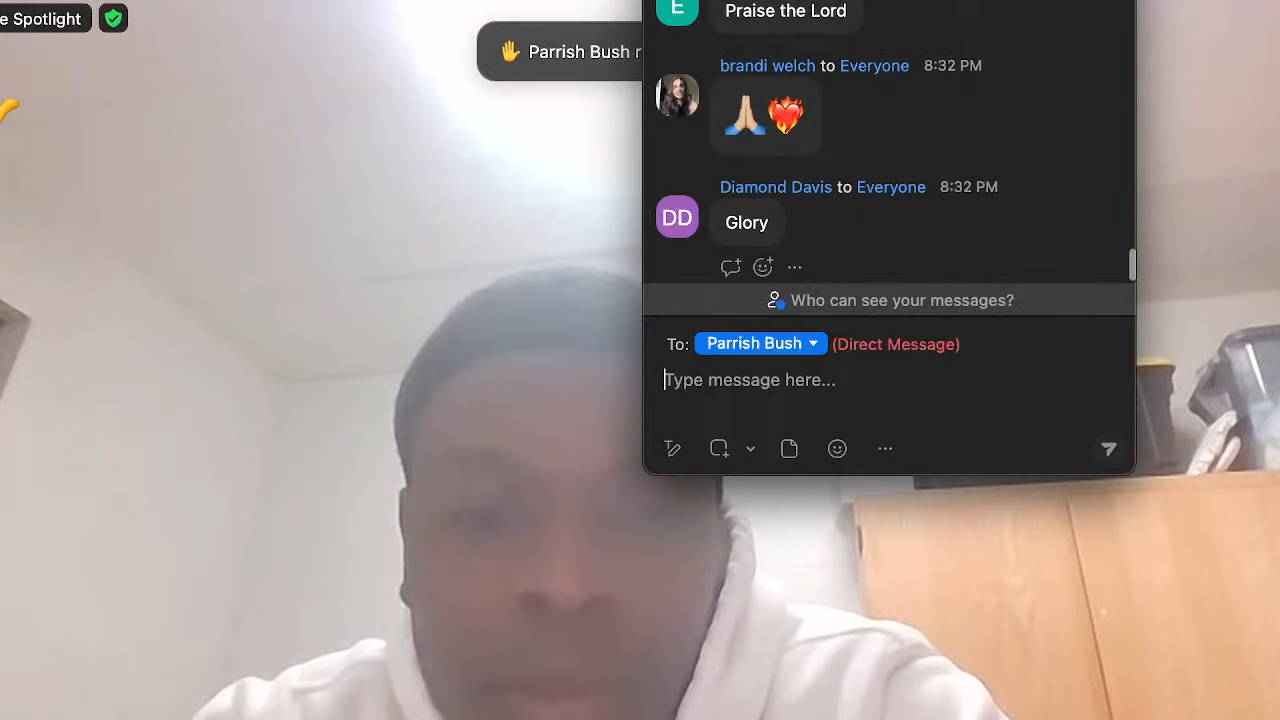 e Spotlight
✋ Parrish Bush r
E
Praise the Lord
brandi welch to Everyone 8:32 PM
🙏🏼❤️‍🔥
Diamond Davis to Everyone 8:32 PM
DD
Glory
Who can see your messages?
To: Parrish Bush (Direct Message)
Type message here...